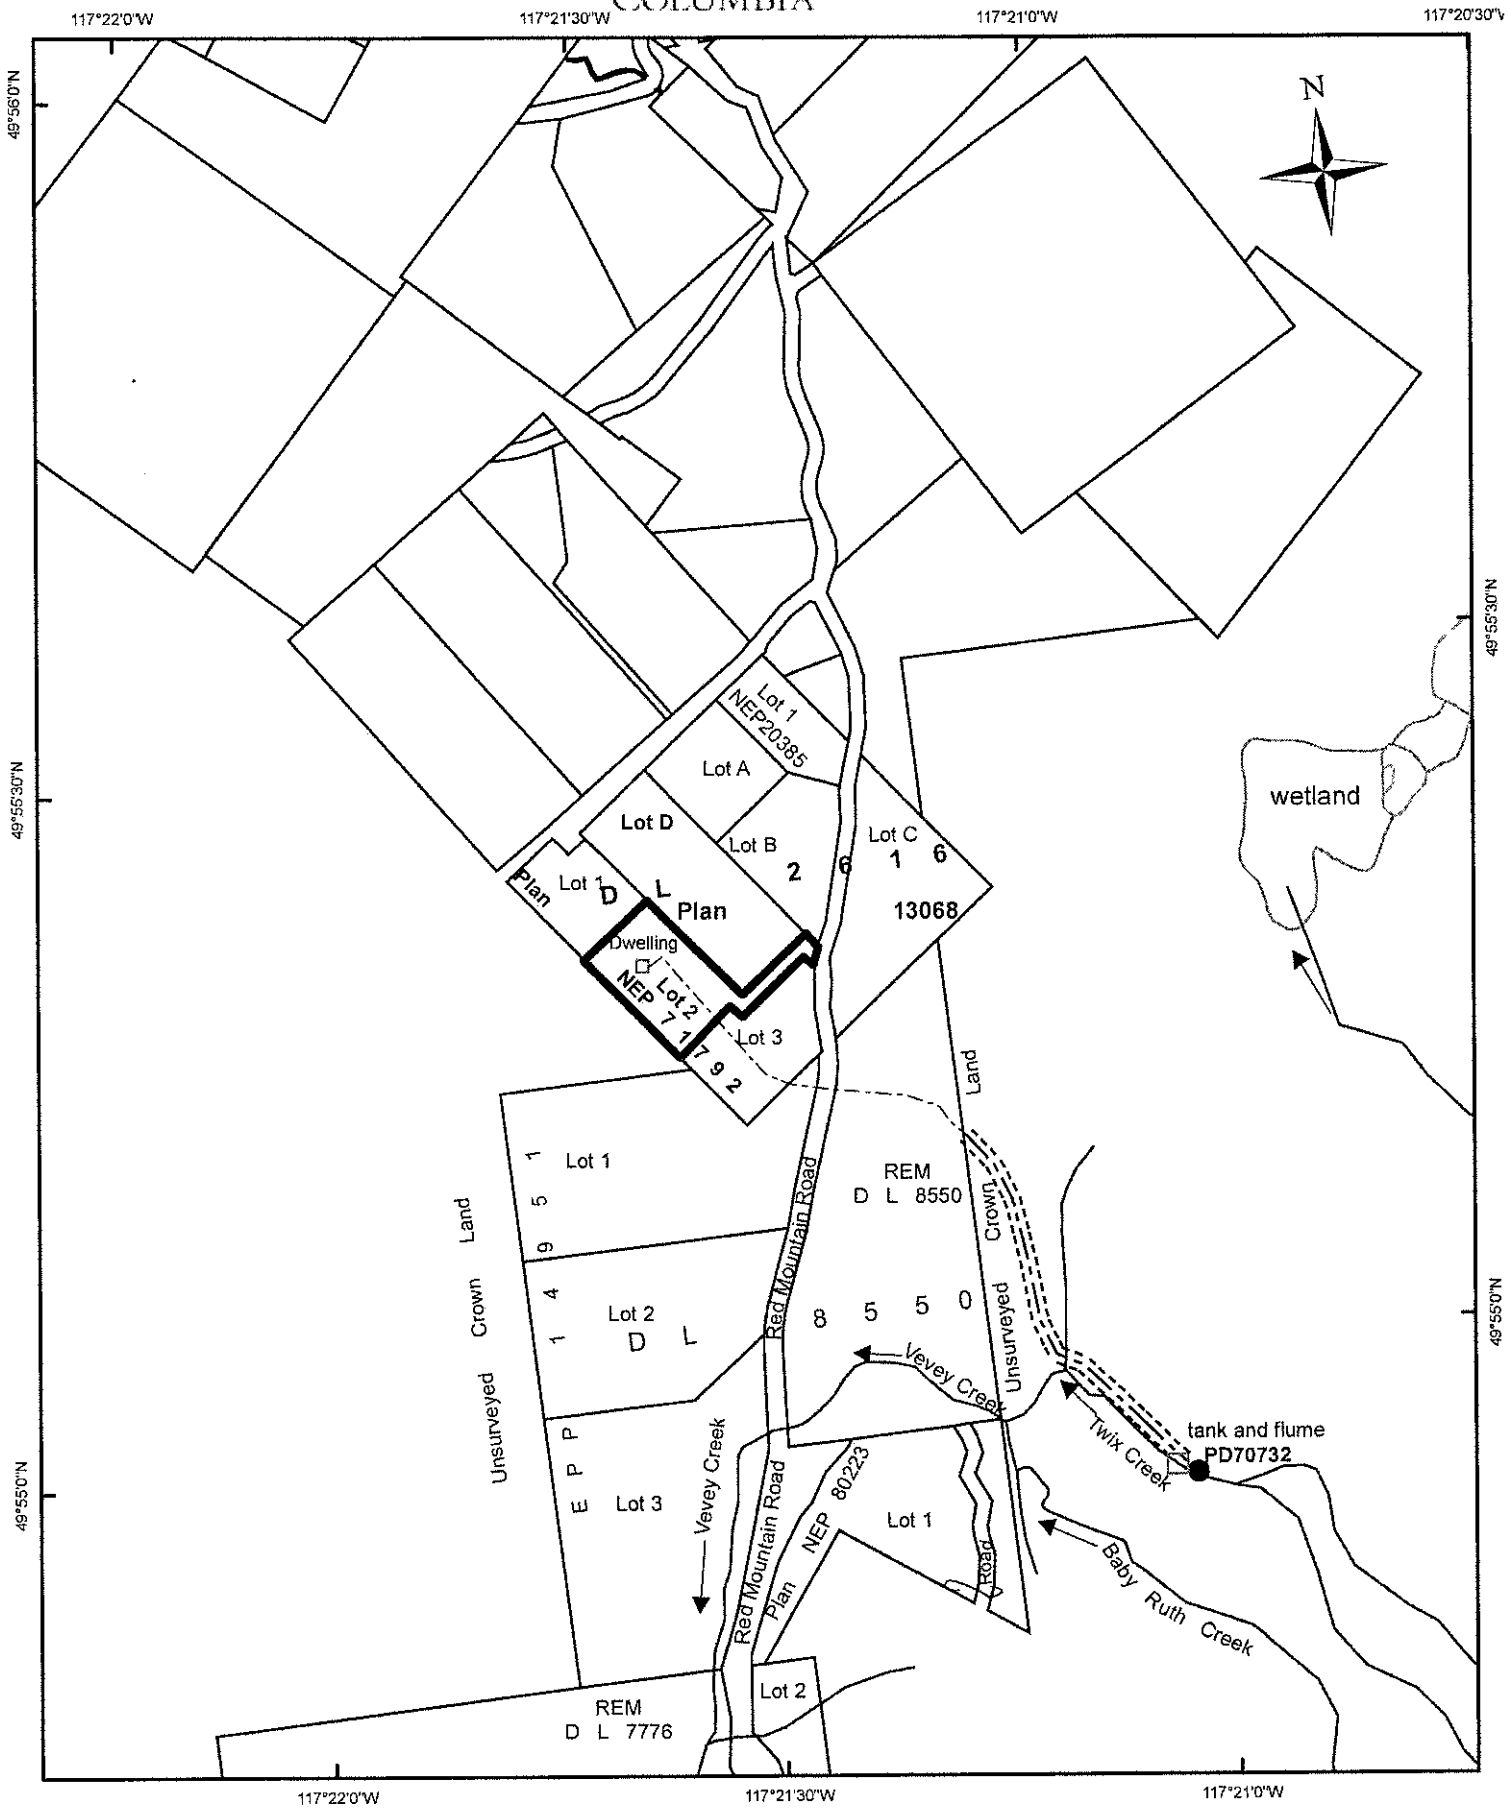 COLUMBIA
117°22'0"W
117°21'30"W
117°21'0"W
117°20'30"W
49°56'0"N
N
49°55'30"N
49°55'30"N
Lot 1
NEP20385
Lot A
wetland
Lot D
Lot B
Lot C
2 6 1 6
Lot 1
D L
Plan
Plan
13068
Dwelling
Lot 2
NEP 71792
Lot 3
Land
Crown
Unsurveyed
Lot 1
REM
D L 8550
Red Mountain Road
Land
Crown
Unsurveyed
1 5 9 4 1
Lot 2
D L
8 5 5 0
49°55'0"N
Vevey Creek
Twix Creek
tank and flume
PD70732
Vevey Creek
E P P
Lot 3
Red Mountain Road
Plan NEP 80223
Lot 1
Road
Baby Ruth Creek
49°55'0"N
REM
D L 7776
Lot 2
117°22'0"W
117°21'30"W
117°21'0"W